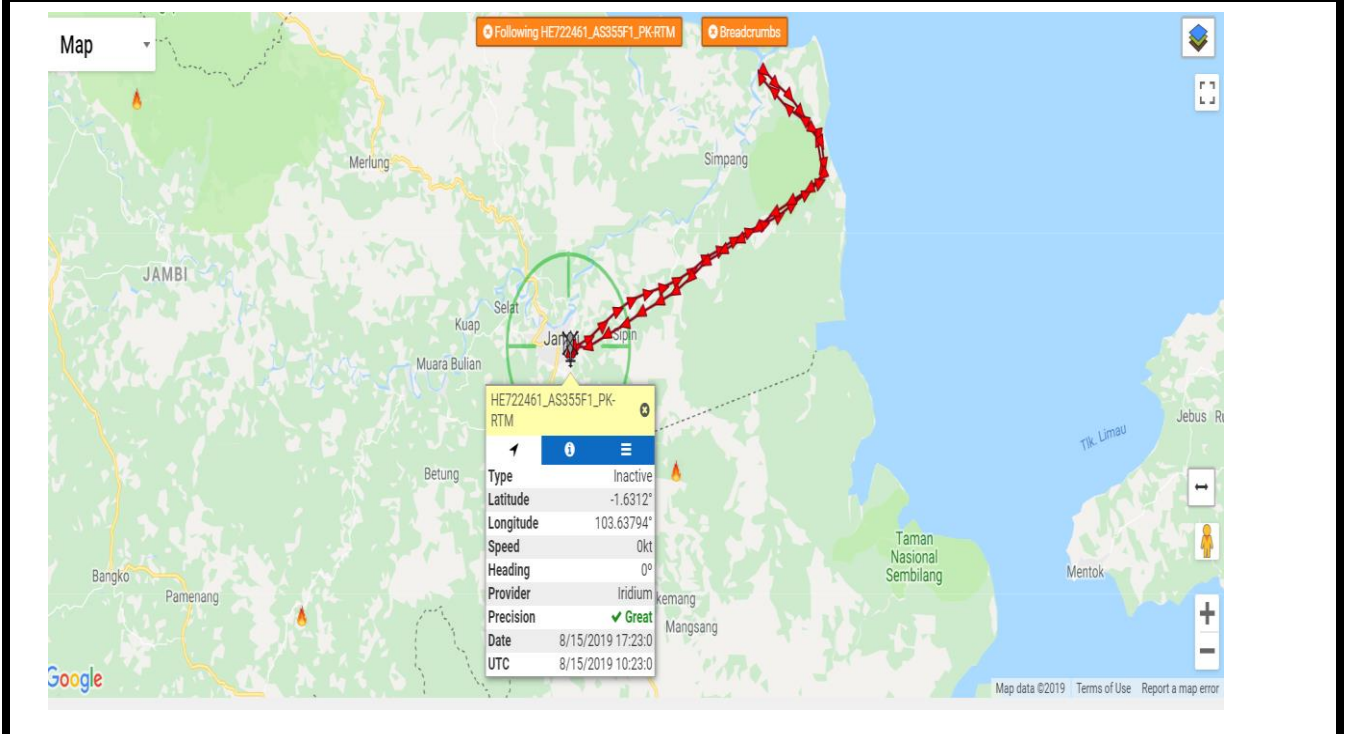 Map
Following HE722461_AS355F1_PK-RTM
Breadcrumbs
Merlung
Simpang
JAMBI
Selat
Kuap
Sipin
Muara Bulian
HE722461_AS355F1_PK-
RTM
Type Inactive
Latitude -1.6312°
Longitude 103.63794°
Speed 0kt
Heading 0°
Provider Iridium
Precision Great
Date 8/15/2019 17:23:0
UTC 8/15/2019 10:23:0
Betung
Tlk. Limau
Jebus
Taman
Nasional
Sembilang
Mentok
Bangko
Pamenang
Mangsang
Google
Map data ©2019 Terms of Use Report a map error